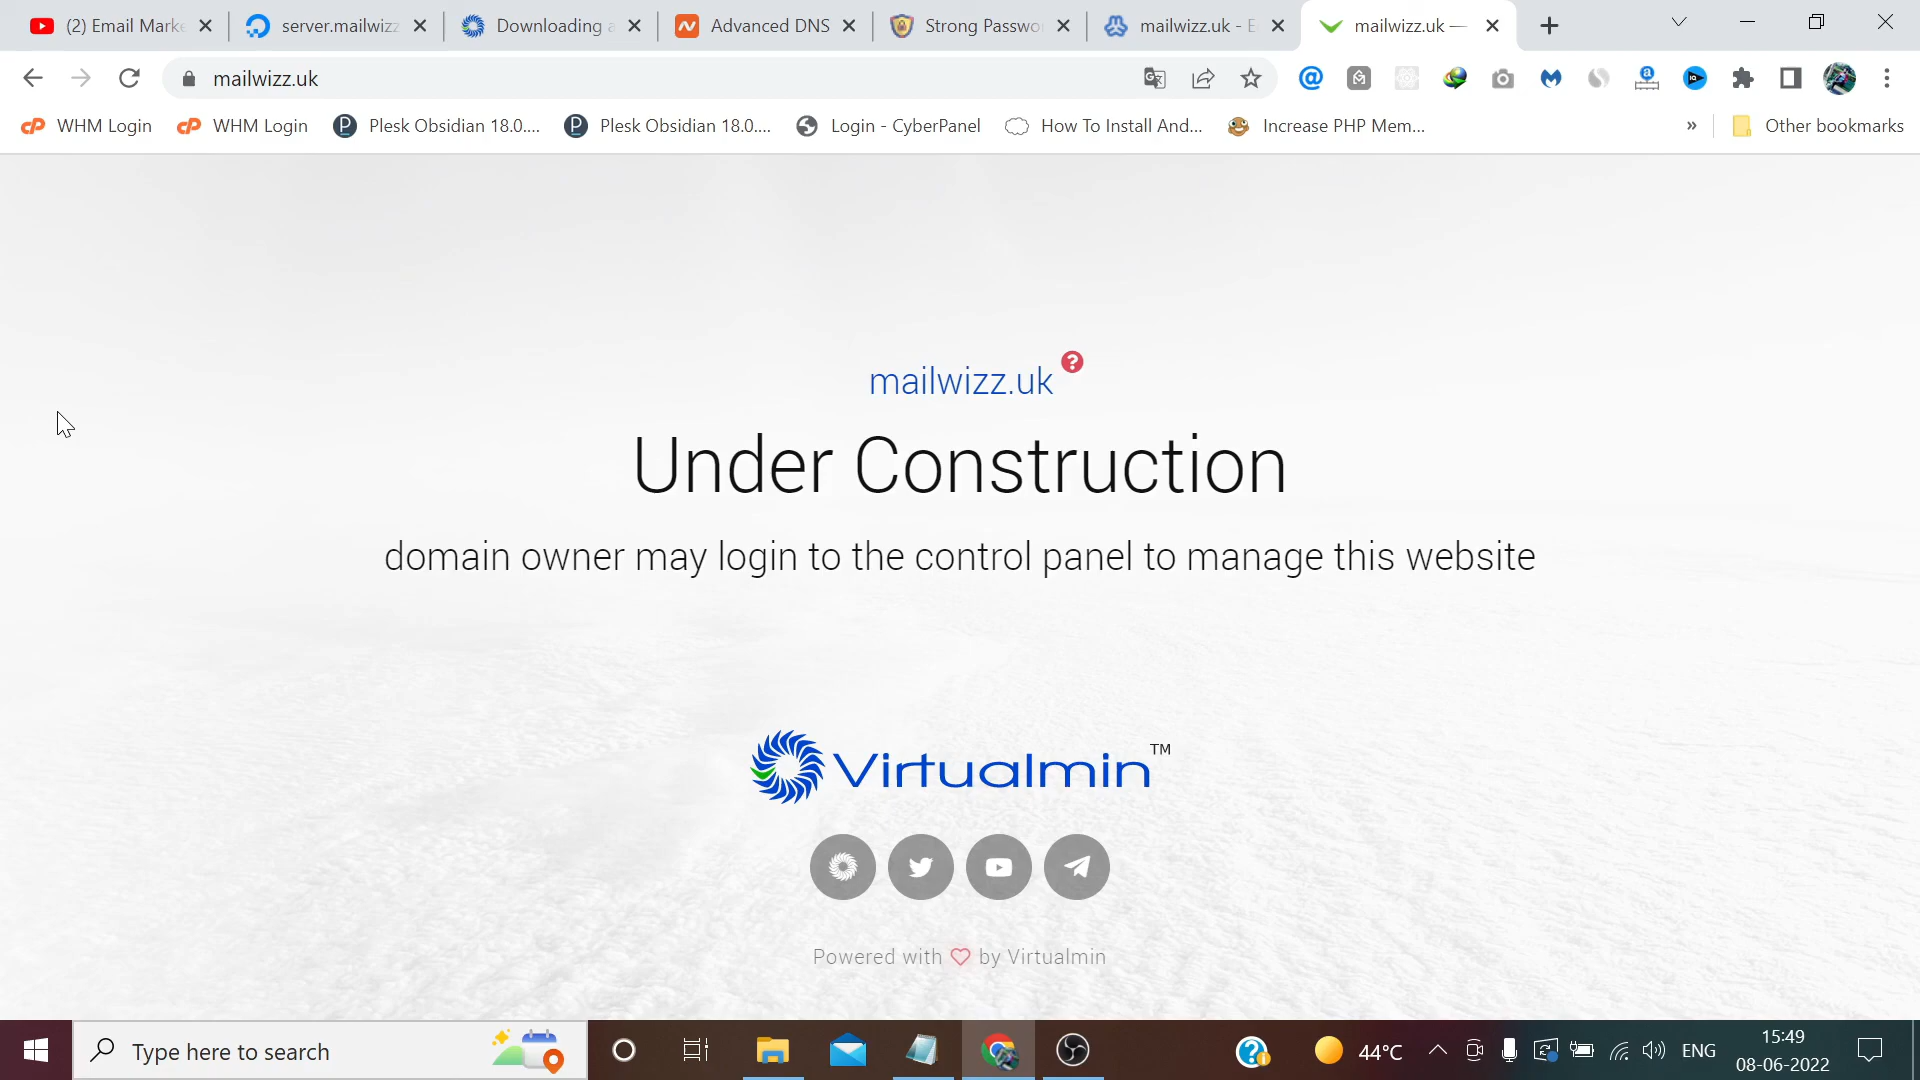 (2) Email Marke
server.mailwizz
Downloading a
Advanced DNS
Strong Passwo
mailwizz.uk - E
mailwizz.uk —
mailwizz.uk
WHM Login
WHM Login
Plesk Obsidian 18.0....
Plesk Obsidian 18.0....
Login - CyberPanel
How To Install And...
Increase PHP Mem...
»
Other bookmarks
mailwizz.uk
?
Under Construction
domain owner may login to the control panel to manage this website
Virtualmin TM
Powered with ♡ by Virtualmin
Type here to search
44°C
ENG
15:49
08-06-2022